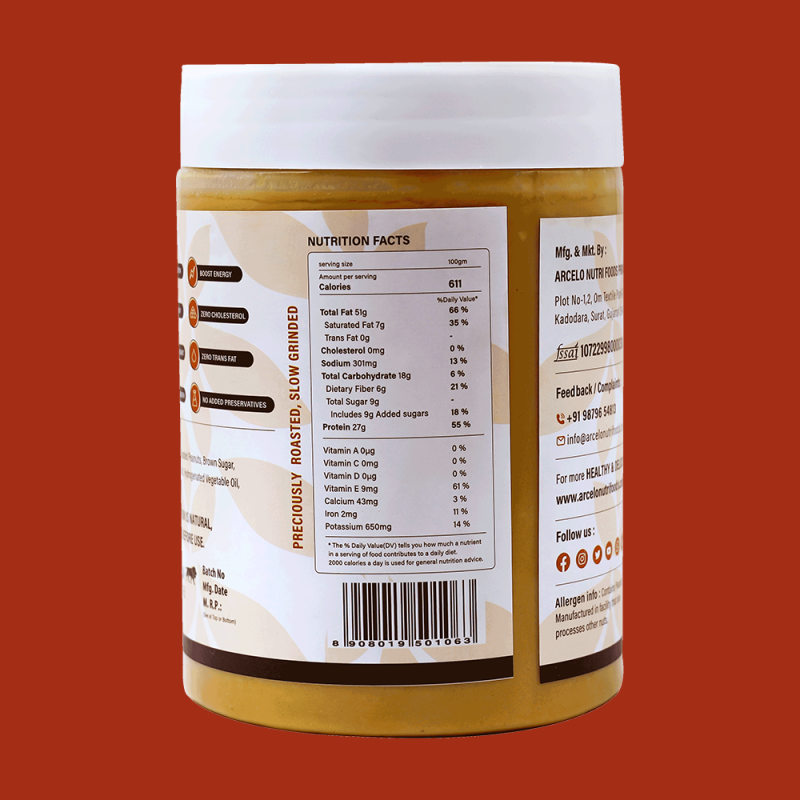 BOOST ENERGY
ZERO CHOLESTEROL
ZERO TRANS FAT
NO ADDED PRESERVATIVES
Peanuts, Brown Sugar,
Vegetable Oil,
NATURAL,
USE.
Batch No
Mfg. Date
M. R.P.:
(See at Top or Bottom)
PRECIOUSLY ROASTED, SLOW GRINDED
NUTRITION FACTS
serving size 100gm
Amount per serving
Calories 611
%Daily Value*
Total Fat 51g 66 %
Saturated Fat 7g 35 %
Trans Fat 0g -
Cholesterol 0mg 0 %
Sodium 301mg 13 %
Total Carbohydrate 18g 6 %
Dietary Fiber 6g 21 %
Total Sugar 9g -
Includes 9g Added sugars 18 %
Protein 27g 55 %
Vitamin A 0µg 0 %
Vitamin C 0mg 0 %
Vitamin D 0µg 0 %
Vitamin E 9mg 61 %
Calcium 43mg 3 %
Iron 2mg 11 %
Potassium 650mg 14 %
* The % Daily Value(DV) tells you how much a nutrient
in a serving of food contributes to a daily diet.
2000 calories a day is used for general nutrition advice.
8 908019 501063
Mfg. & Mkt. By :
ARCELO NUTRI FOODS
Plot No-1,2, Om Textile
Kadodara, Surat,
fssai
Feedback / Complaints
+91 98796
For more HEALTHY &
Follow us :
Allergen info :
Manufactured in facility that
processes other nuts.